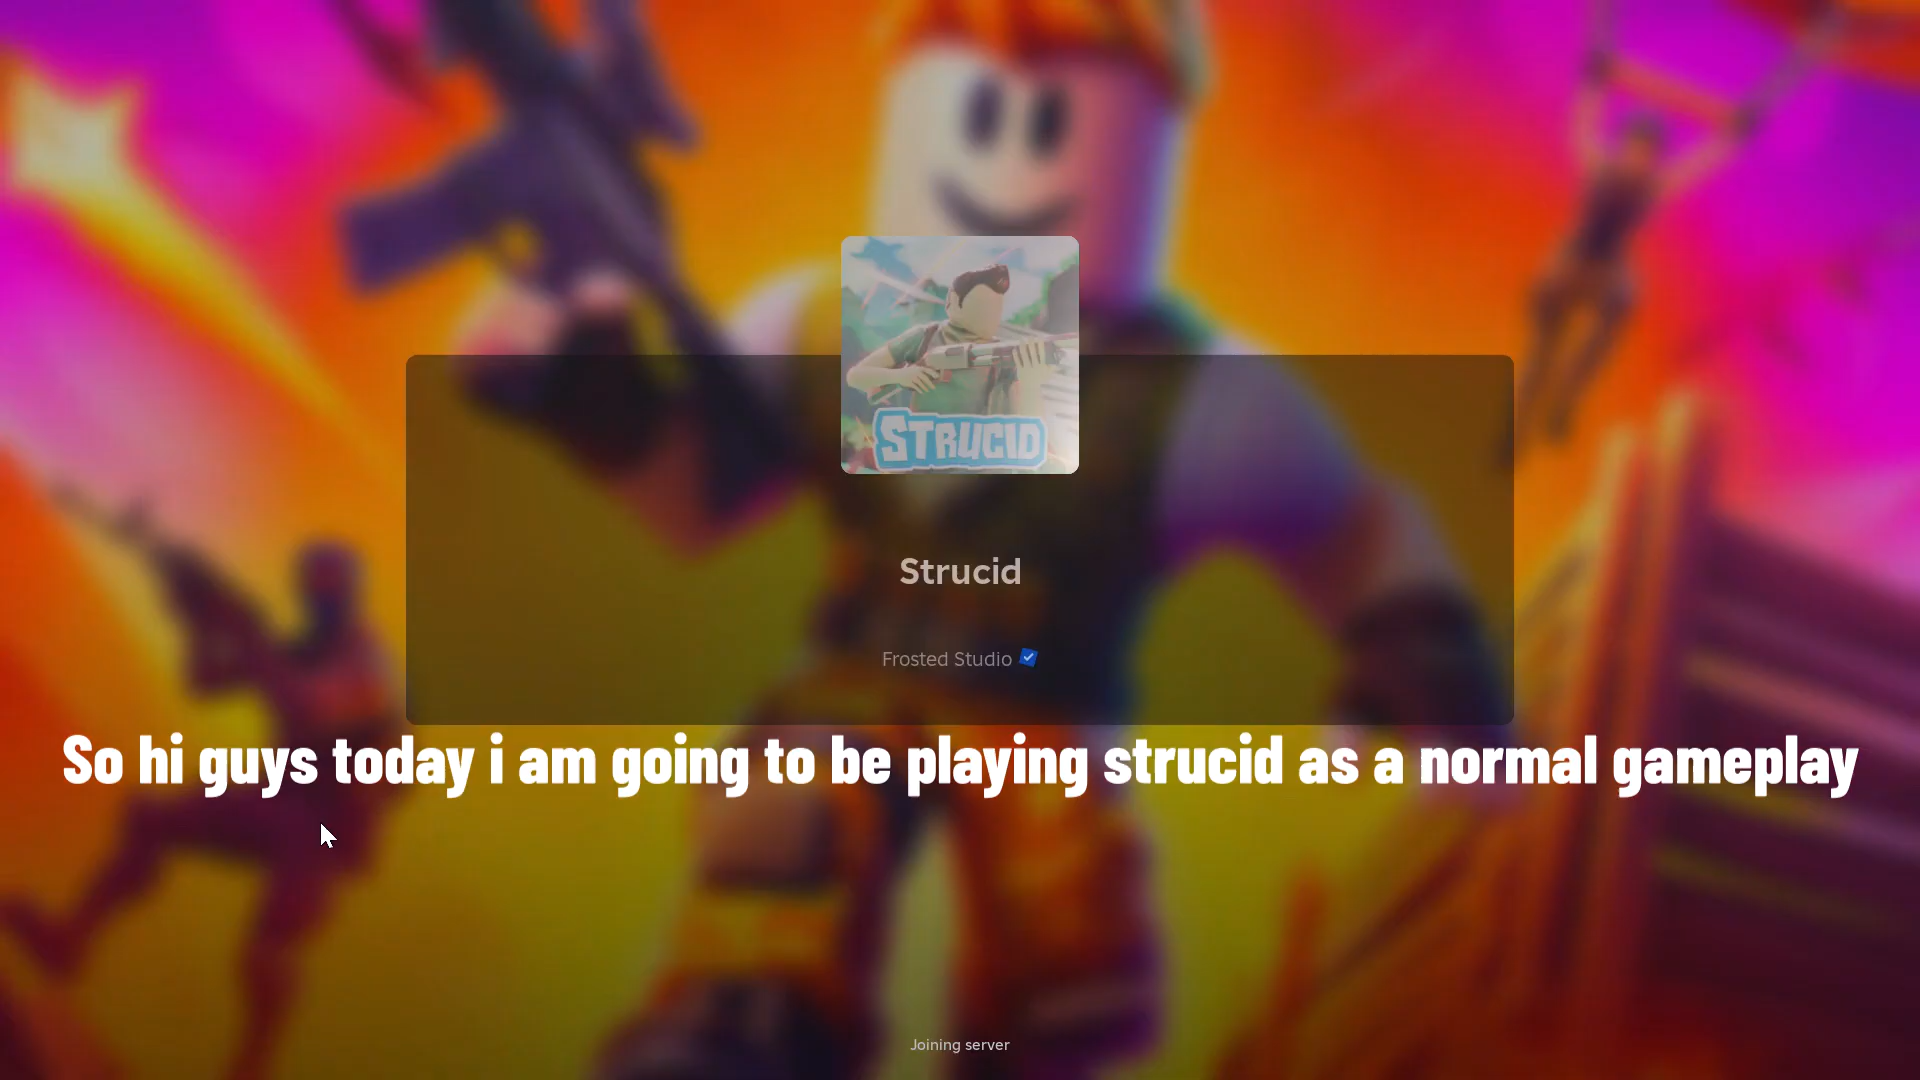 STRUCID
Strucid
Frosted Studio
So hi guys today i am going to be playing strucid as a normal gameplay
Joining server